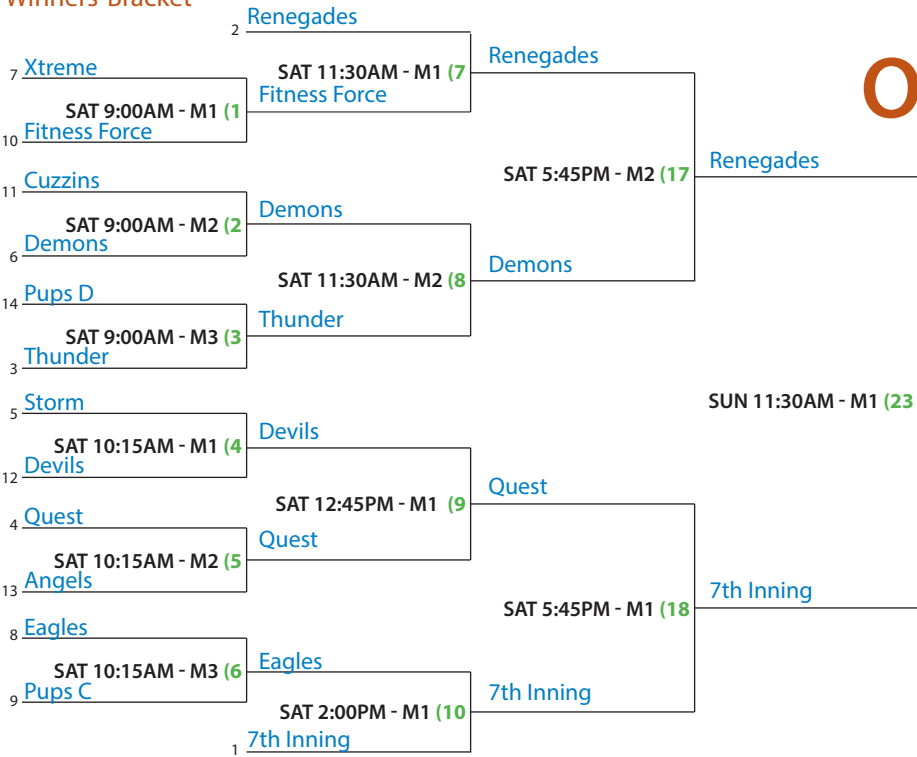 Winners Bracket
2 Renegades
7 Xtreme
SAT 9:00AM - M1 (1
10 Fitness Force
SAT 11:30AM - M1 (7
Fitness Force
Renegades
11 Cuzzins
SAT 9:00AM - M2 (2
6 Demons
Demons
SAT 11:30AM - M2 (8
14 Pups D
SAT 9:00AM - M3 (3
3 Thunder
Thunder
Demons
SAT 5:45PM - M2 (17
Renegades
O
5 Storm
SAT 10:15AM - M1 (4
12 Devils
Devils
SAT 12:45PM - M1 (9
4 Quest
SAT 10:15AM - M2 (5
13 Angels
Quest
Quest
8 Eagles
SAT 10:15AM - M3 (6
9 Pups C
Eagles
SAT 2:00PM - M1 (10
1 7th Inning
7th Inning
SAT 5:45PM - M1 (18
7th Inning
SUN 11:30AM - M1 (23